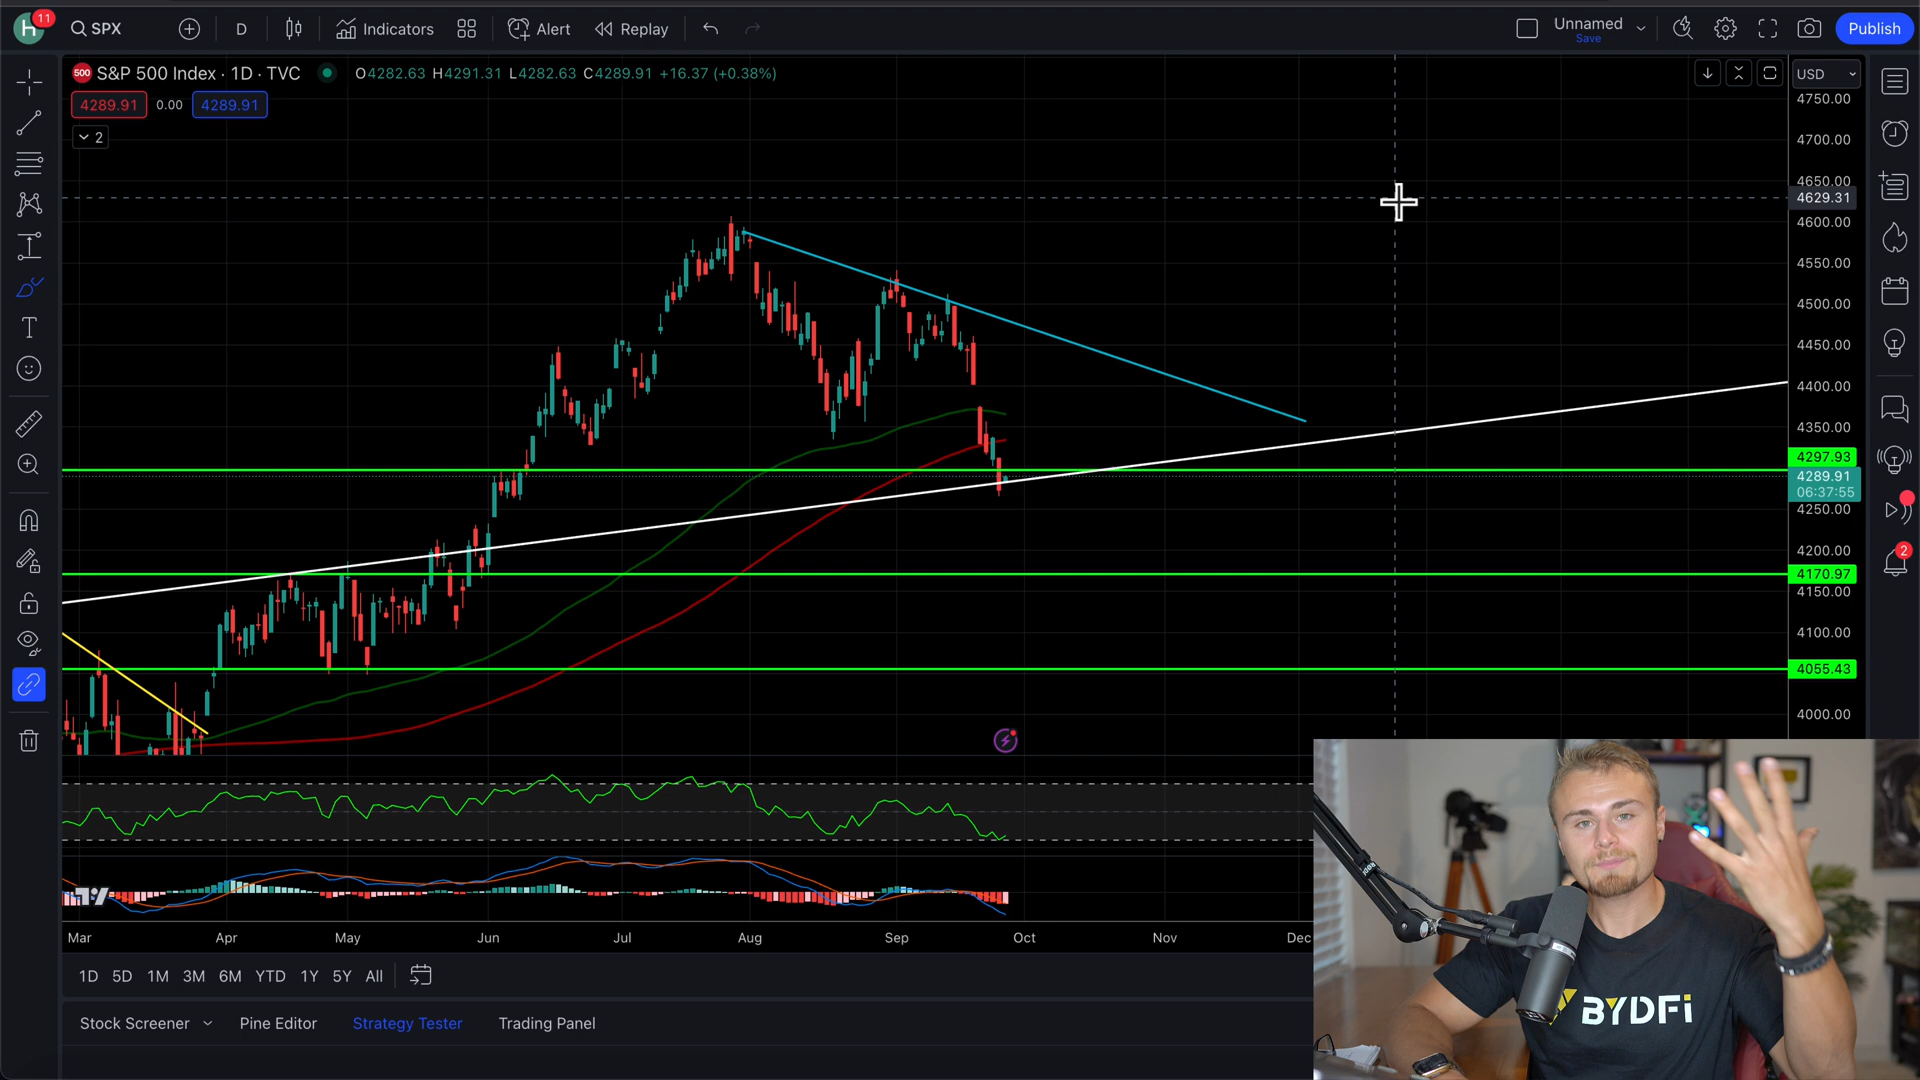 H
11
SPX
D
Indicators
Alert
Replay
Unnamed
Save
Publish
500
S&P 500 Index · 1D · TVC
O4282.63 H4291.31 L4282.63 C4289.91 +16.37 (+0.38%)
4289.91
0.00
4289.91
2
USD
4750.00
4700.00
4650.00
4629.31
4600.00
4550.00
4500.00
4450.00
4400.00
4350.00
4297.93
4289.91
06:37:55
4250.00
4200.00
4170.97
4150.00
4100.00
4055.43
4000.00
2
Mar
Apr
May
Jun
Jul
Aug
Sep
Oct
Nov
Dec
1D
5D
1M
3M
6M
YTD
1Y
5Y
All
Stock Screener
Pine Editor
Strategy Tester
Trading Panel
BYDFi